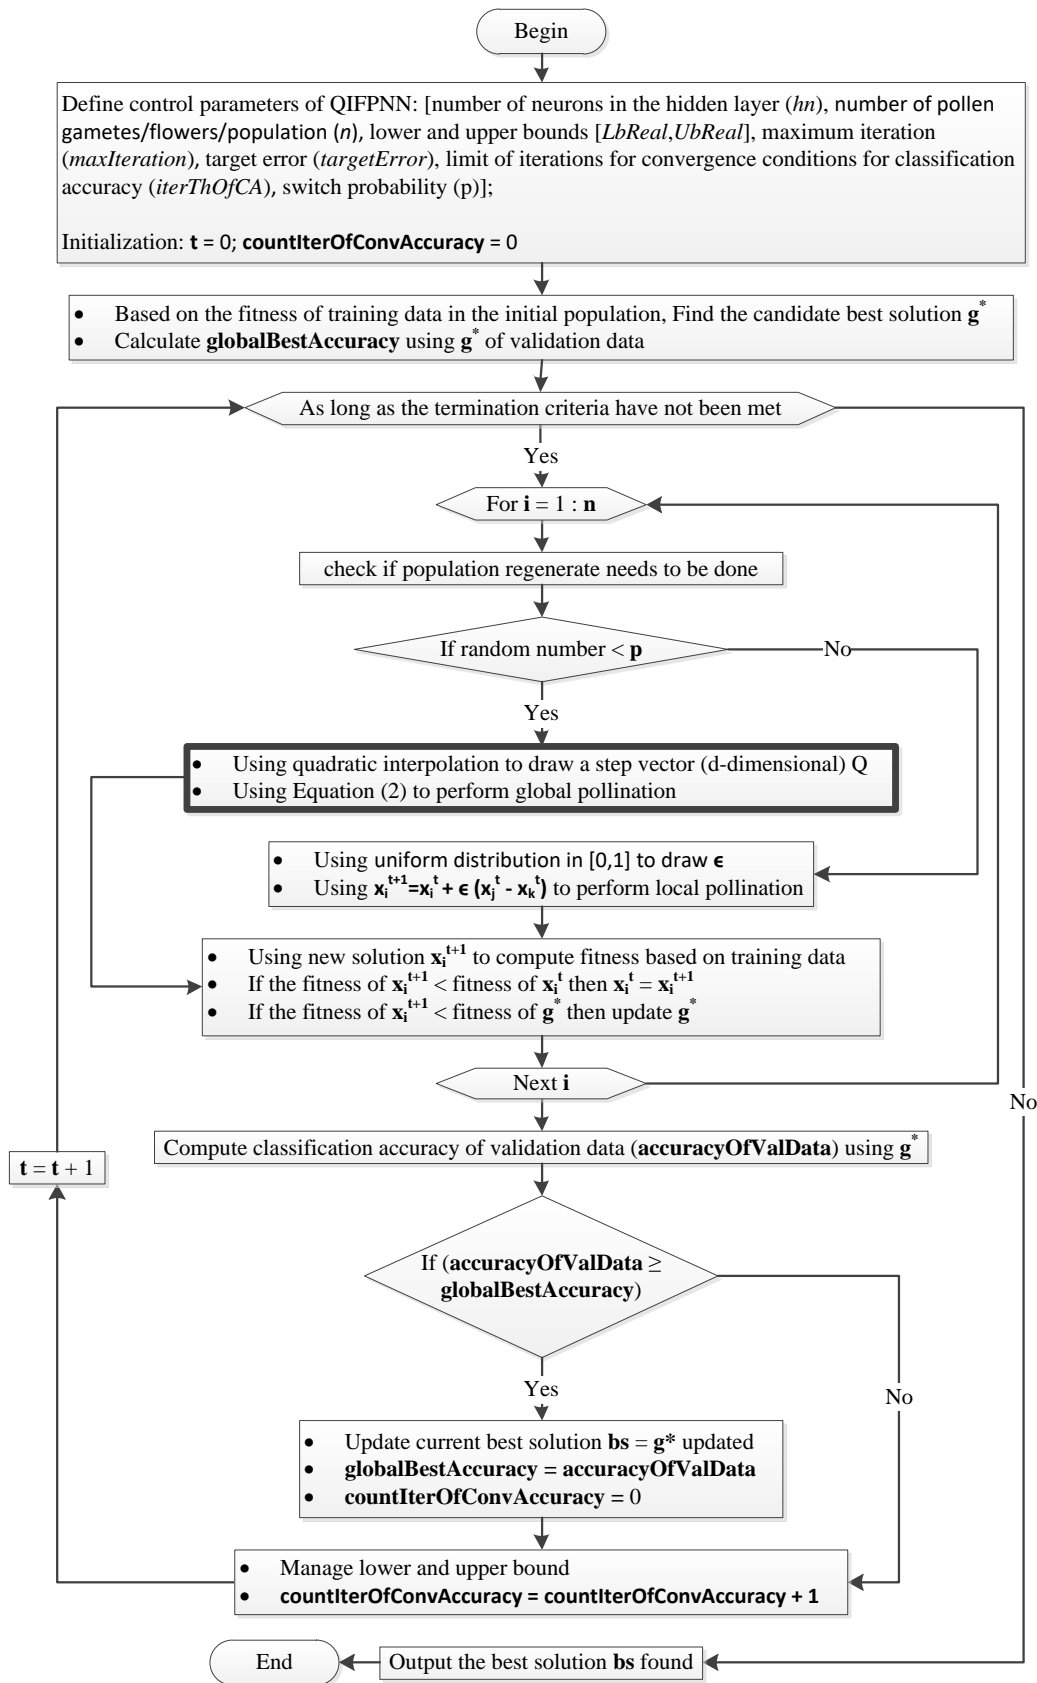 Begin
Define control parameters of QIFPNN: [number of neurons in the hidden layer (hn), number of pollen
gametes/flowers/population (n), lower and upper bounds [LbReal,UbReal], maximum iteration
(maxIteration), target error (targetError), limit of iterations for convergence conditions for classification
accuracy (iterThOfCA), switch probability (p)];
Initialization: t = 0; countIterOfConvAccuracy = 0
• Based on the fitness of training data in the initial population, Find the candidate best solution g*
• Calculate globalBestAccuracy using g* of validation data
As long as the termination criteria have not been met
Yes
For i = 1 : n
check if population regenerate needs to be done
If random number < p
No
Yes
• Using quadratic interpolation to draw a step vector (d-dimensional) Q
• Using Equation (2) to perform global pollination
• Using uniform distribution in [0,1] to draw ϵ
• Using xᵢᵗ⁺¹=xᵢᵗ + ϵ (xⱼᵗ - xₖᵗ) to perform local pollination
• Using new solution xᵢᵗ⁺¹ to compute fitness based on training data
• If the fitness of xᵢᵗ⁺¹ < fitness of xᵢᵗ then xᵢᵗ = xᵢᵗ⁺¹
• If the fitness of xᵢᵗ⁺¹ < fitness of g* then update g*
Next i
No
Compute classification accuracy of validation data (accuracyOfValData) using g*
t = t + 1
If (accuracyOfValData ≥
globalBestAccuracy)
Yes
No
• Update current best solution bs = g* updated
• globalBestAccuracy = accuracyOfValData
• countIterOfConvAccuracy = 0
• Manage lower and upper bound
• countIterOfConvAccuracy = countIterOfConvAccuracy + 1
End
Output the best solution bs found